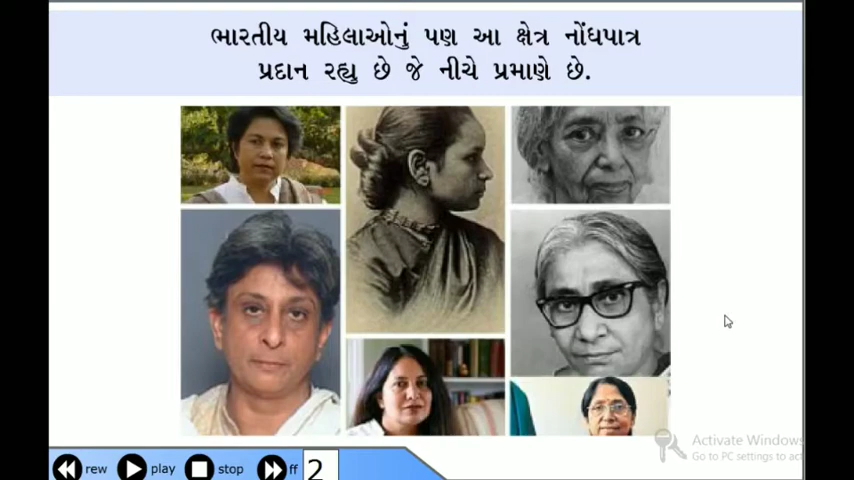 ભારતીય મહિલાઓનું પણ આ ક્ષેત્ર નોંધપાત્ર
પ્રદાન રહ્યુ છે જે નીચે પ્રમાણે છે.
Activate Windows
Go to PC settings to act
rew play stop ff 2